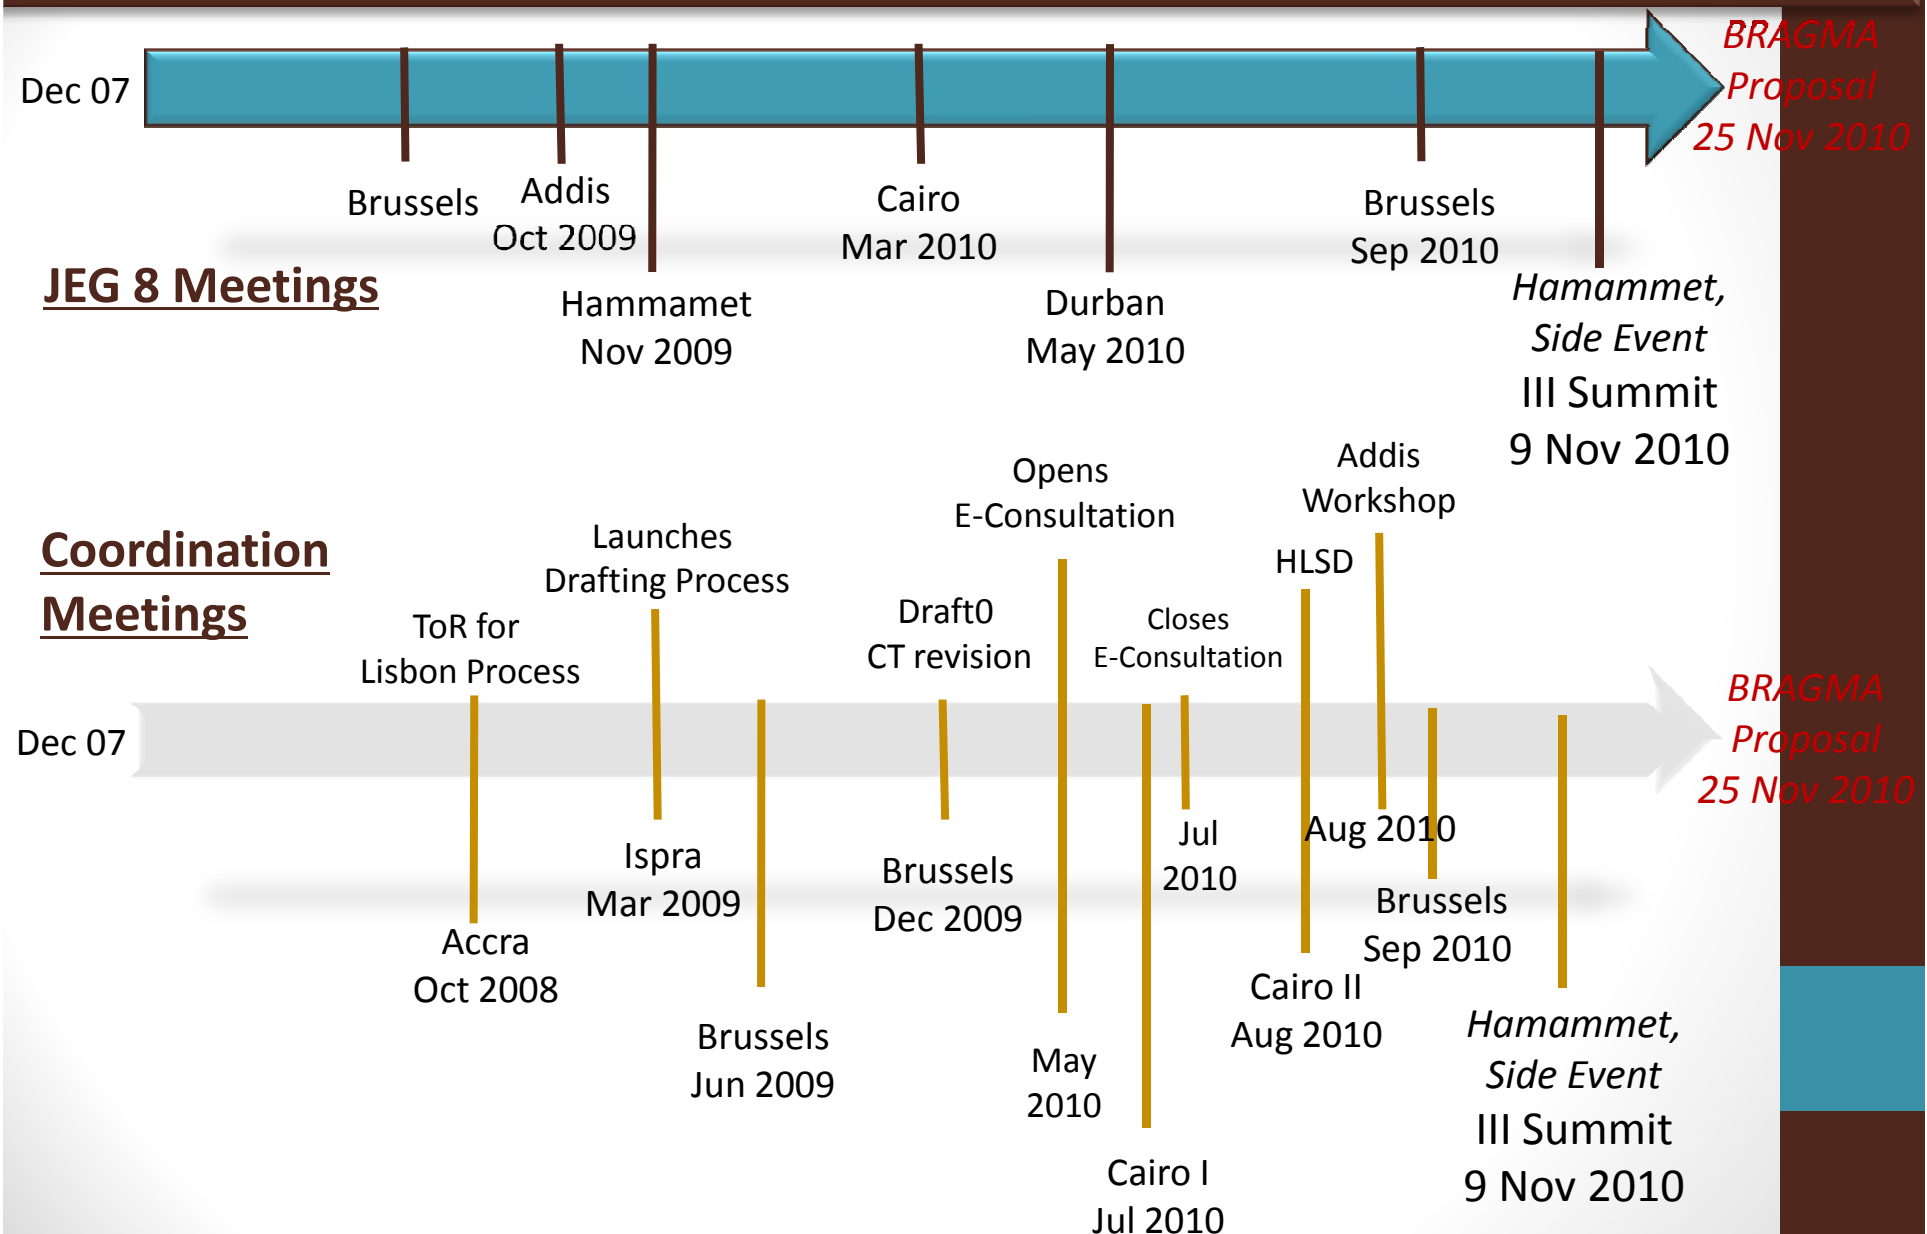 BRAGMA
Proposal
25 Nov 2010
Dec 07
Brussels
Addis
Oct 2009
Cairo
Mar 2010
Brussels
Sep 2010
JEG 8 Meetings
Hammamet
Nov 2009
Durban
May 2010
Hamammet,
Side Event
III Summit
9 Nov 2010
Coordination
Meetings
ToR for
Lisbon Process
Launches
Drafting Process
Draft0
CT revision
Opens
E-Consultation
Closes
E-Consultation
HLSD
Addis
Workshop
BRAGMA
Proposal
25 Nov 2010
Dec 07
Accra
Oct 2008
Ispra
Mar 2009
Brussels
Jun 2009
Brussels
Dec 2009
May
2010
Cairo I
Jul 2010
Jul
2010
Cairo II
Aug 2010
Aug 2010
Brussels
Sep 2010
Hamammet,
Side Event
III Summit
9 Nov 2010